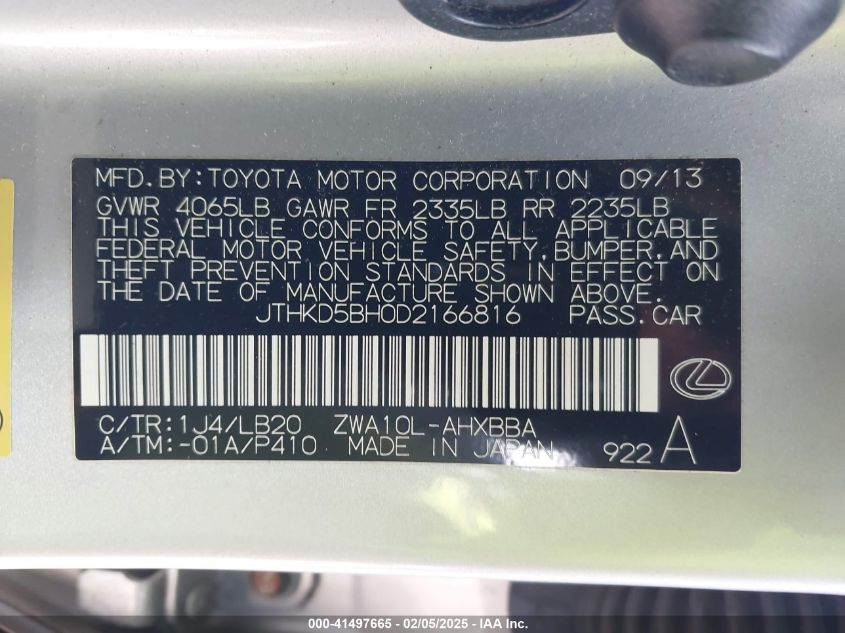 MFD.BY:TOYOTA MOTOR CORPORATION 09/13
GVWR 4065LB GAWR FR 2335LB RR 2235LB
THIS VEHICLE CONFORMS TO ALL APPLICABLE
FEDERAL MOTOR VEHICLE SAFETY,BUMPER,AND
THEFT PREVENTION STANDARDS IN EFFECT ON
THE DATE OF MANUFACTURE SHOWN ABOVE.
JTHKD5BH0D2166816 PASS.CAR
C/TR:1J4/LB20 ZWA10L-AHXBBA
A/TM:-01A/P410 MADE IN JAPAN 922 A
000-41497665 - 02/05/2025 - IAAI.com. inc.